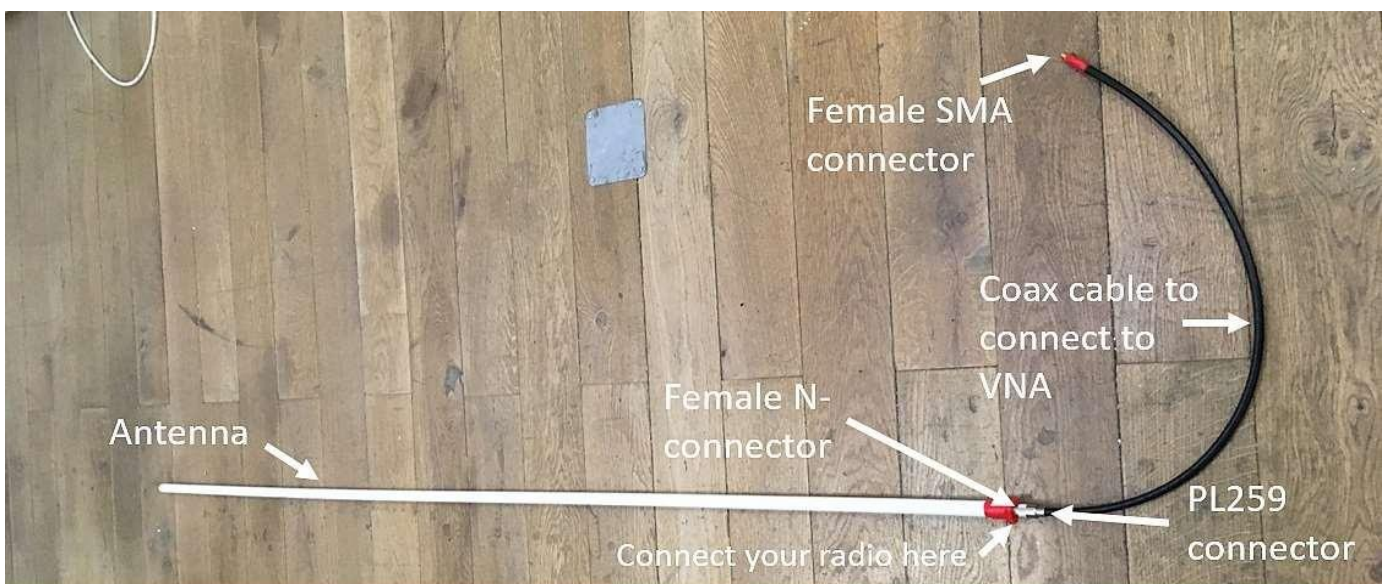 Female SMA
connector
Coax cable to
connect to
VNA
Female N-
connector
Antenna
PL259
connector
Connect your radio here